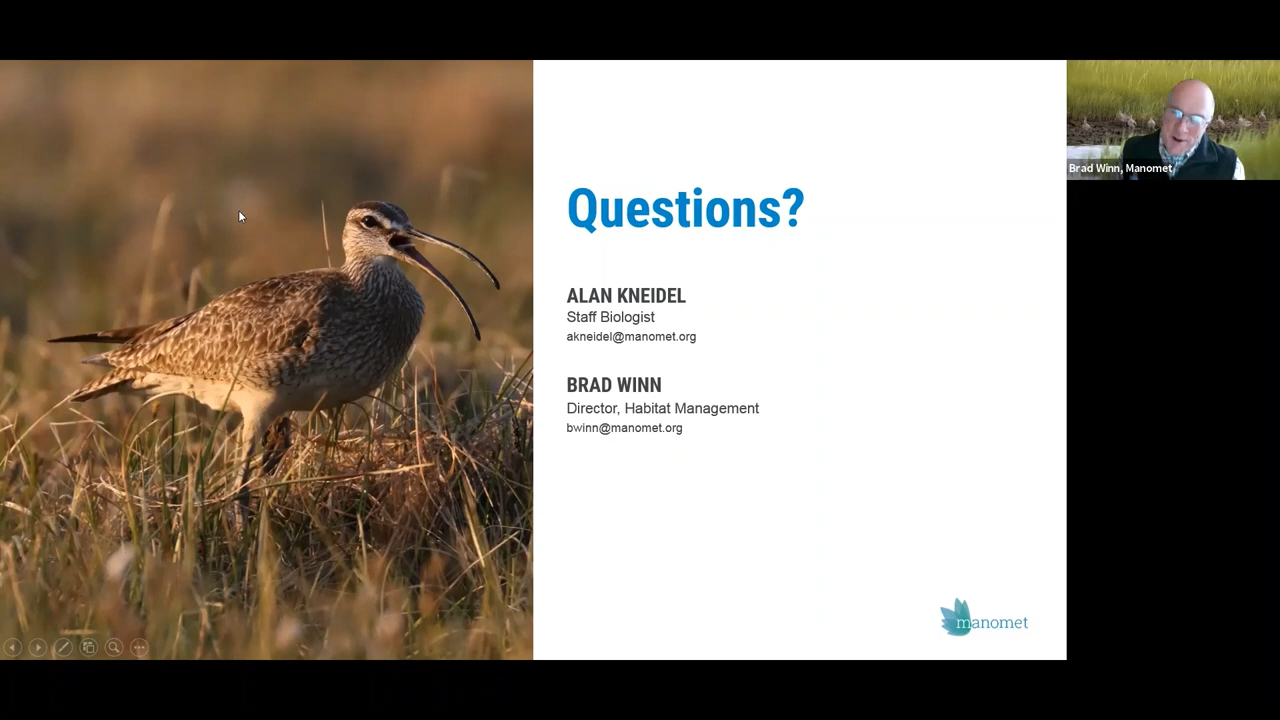 Questions?
ALAN KNEIDEL
Staff Biologist
akneidel@manomet.org
BRAD WINN
Director, Habitat Management
bwinn@manomet.org
manomet
Brad Winn, Manomet